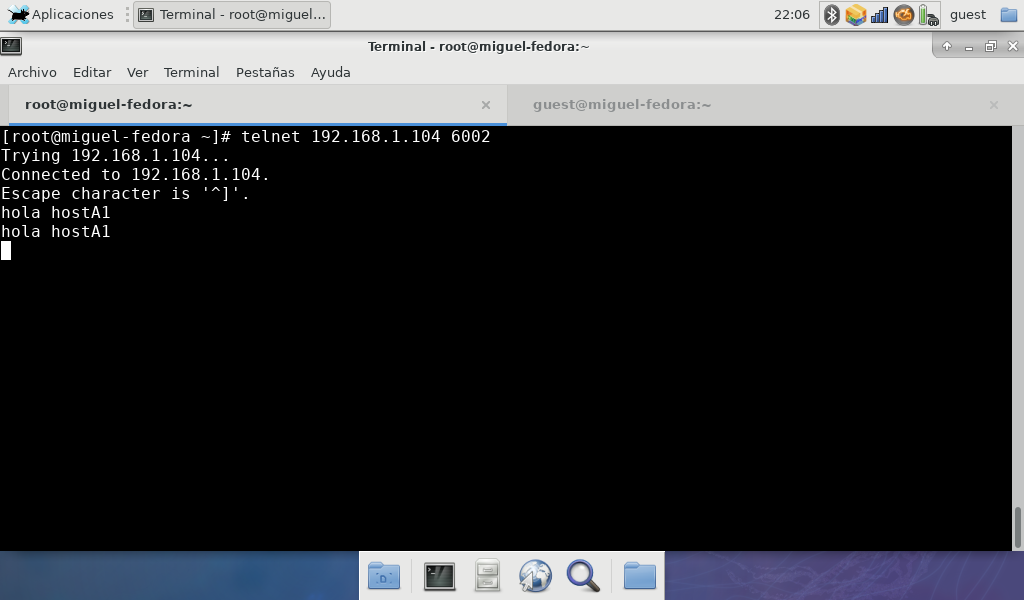 Aplicaciones Terminal - root@miguel... 22:06 guest
Terminal - root@miguel-fedora:~
Archivo Editar Ver Terminal Pestañas Ayuda
root@miguel-fedora:~ guest@miguel-fedora:~
[root@miguel-fedora ~]# telnet 192.168.1.104 6002
Trying 192.168.1.104...
Connected to 192.168.1.104.
Escape character is '^]'.
hola hostA1
hola hostA1